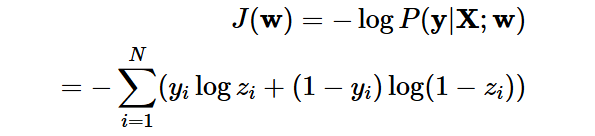 J(w) = − log P(y|X; w)
= − ∑_{i=1}^{N} (y_i log z_i + (1 − y_i) log(1 − z_i))